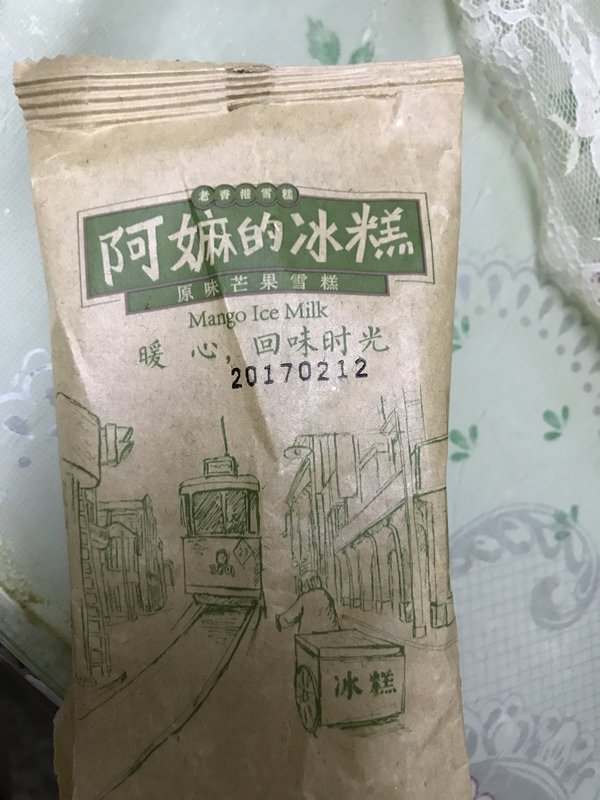 老香港雪糕
阿嬷的冰糕
原味芒果雪糕
Mango Ice Milk
暖 心，回味时光
20170212
冰糕